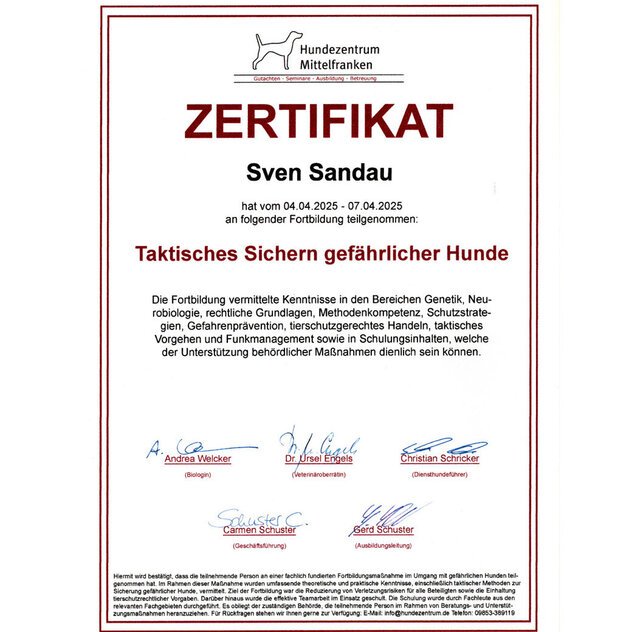 Hundezentrum
Mittelfranken
Gutachten - Seminare - Ausbildung - Betreuung
ZERTIFIKAT
Sven Sandau
hat vom 04.04.2025 - 07.04.2025
an folgender Fortbildung teilgenommen:
Taktisches Sichern gefährlicher Hunde
Die Fortbildung vermittelte Kenntnisse in den Bereichen Genetik, Neu-
robiologie, rechtliche Grundlagen, Methodenkompetenz, Schutzstrate-
gien, Gefahrenprävention, tierschutzgerechtes Handeln, taktisches
Vorgehen und Funkmanagement sowie in Schulungsinhalten, welche
der Unterstützung behördlicher Maßnahmen dienlich sein können.
Andrea Welcker
(Biologin)
Dr. Ursel Engels
(Veterinäroberrätin)
Christian Schricker
(Diensthundeführer)
Schuster C.
Carmen Schuster
(Geschäftsführung)
Gerd Schuster
(Ausbildungsleitung)
Hiermit wird bestätigt, dass die teilnehmende Person an einer fachlich fundierten Fortbildungsmaßnahme im Umgang mit gefährlichen Hunden teil-
genommen hat. Im Rahmen dieser Maßnahme wurden umfassende theoretische und praktische Kenntnisse, einschließlich taktischer Methoden zur
Sicherung gefährlicher Hunde, vermittelt. Ziel der Fortbildung war die Reduzierung von Verletzungsrisiken für alle Beteiligten sowie die Einhaltung
tierschutzrechtlicher Vorgaben. Darüber hinaus wurde die effektive Teamarbeit im Einsatz geschult. Die Schulung wurde durch Fachleute aus den
relevanten Fachgebieten durchgeführt. Es obliegt der zuständigen Behörde, die teilnehmende Person im Rahmen von Beratungs- und Unterstüt-
zungsmaßnahmen heranzuziehen. Für Rückfragen stehen wir Ihnen gerne zur Verfügung: E-Mail: info@hundezentrum.de Telefon: 09853-389119